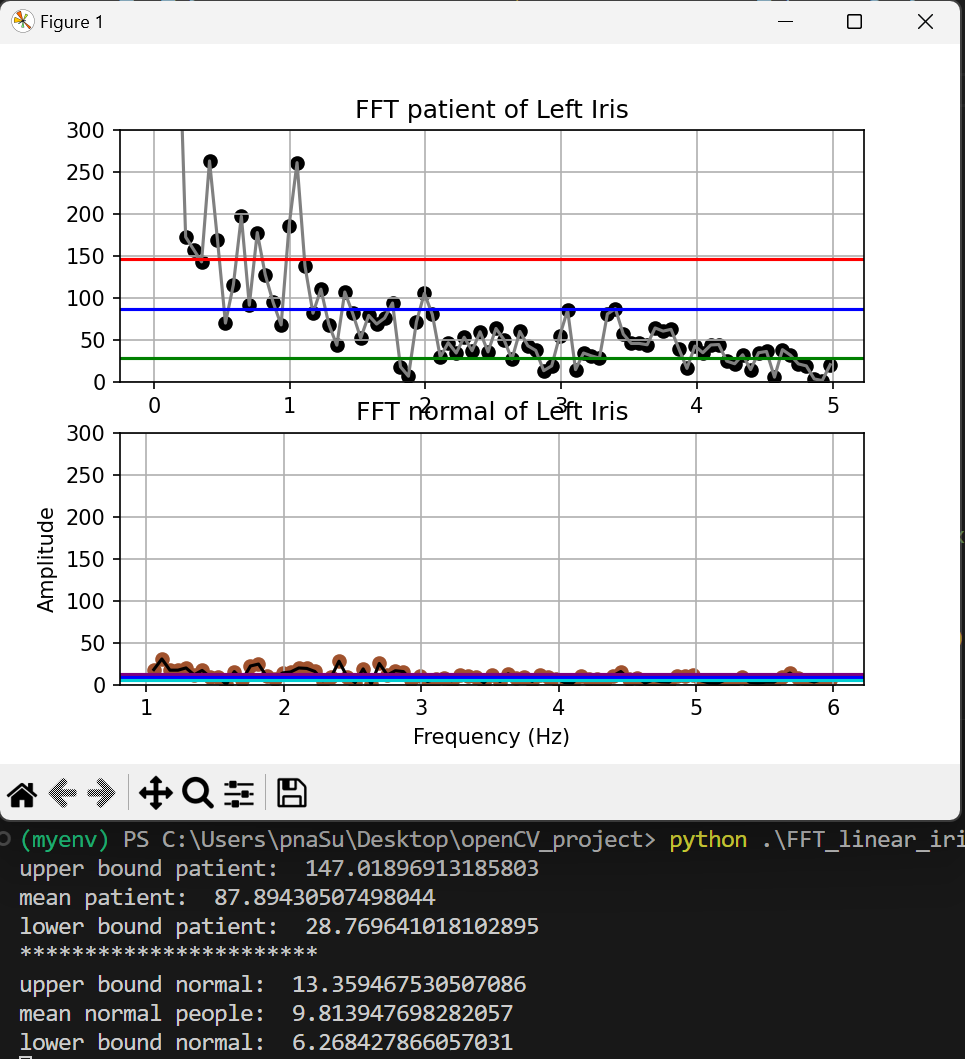 Figure 1
FFT patient of Left Iris
300
250
200
150
100
50
0
0 1 2 3 4 5
FFT normal of Left Iris
300
250
200
150
100
50
0
Amplitude
1 2 3 4 5 6
Frequency (Hz)
(myenv) PS C:\Users\pnaSu\Desktop\openCV_project> python .\FFT_linear_iri
upper bound patient:  147.01896913185803
mean patient:  87.89430507498044
lower bound patient:  28.769641018102895
***********************
upper bound normal:  13.359467530507086
mean normal people:  9.813947698282057
lower bound normal:  6.268427866057031